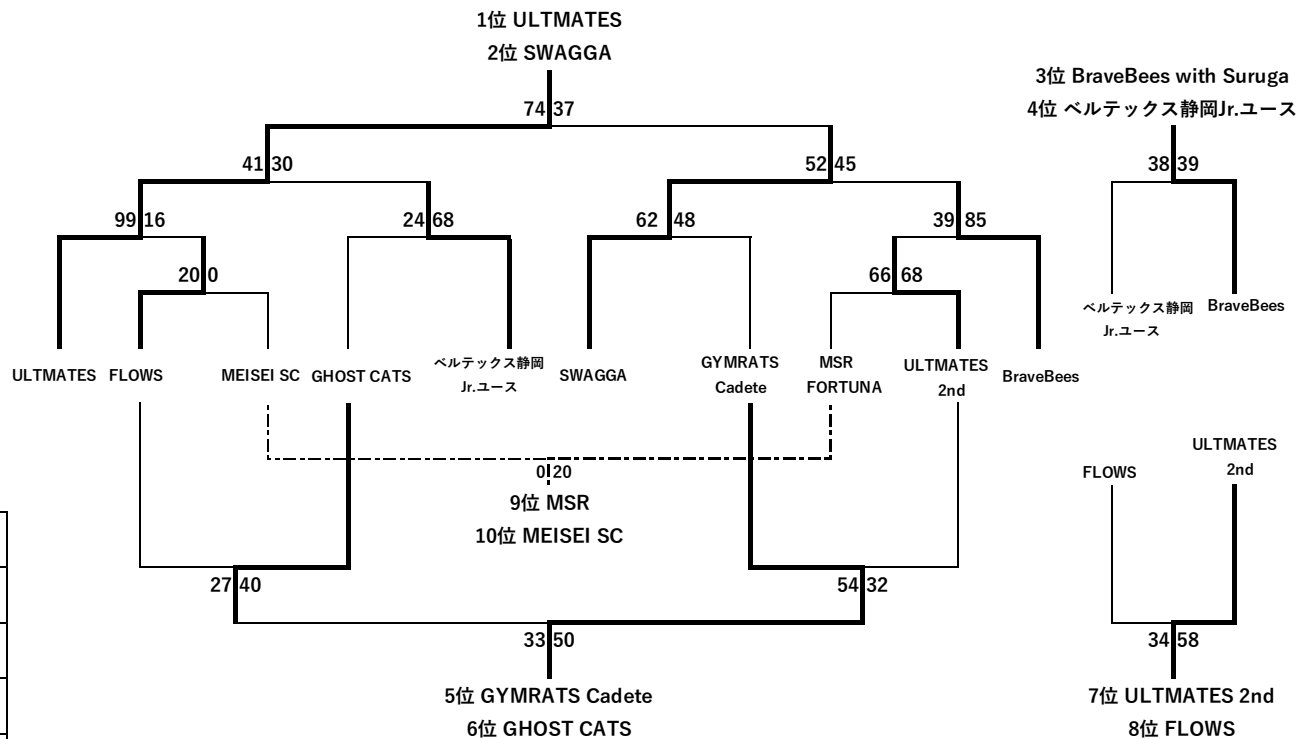 1位 ULTMATES
2位 SWAGGA
3位 BraveBees with Suruga
4位 ベルテックス静岡Jr.ユース
74 37
41 30
52 45
38 39
99 16
24 68
62 48
39 85
20 0
66 68
ベルテックス静岡
Jr.ユース
BraveBees
ULTMATES
FLOWS
MEISEI SC
GHOST CATS
ベルテックス静岡
Jr.ユース
SWAGGA
GYMRATS
Cadete
MSR
FORTUNA
ULTMATES
2nd
BraveBees
0 20
9位 MSR
10位 MEISEI SC
FLOWS
ULTMATES
2nd
27 40
54 32
33 50
34 58
5位 GYMRATS Cadete
6位 GHOST CATS
7位 ULTMATES 2nd
8位 FLOWS